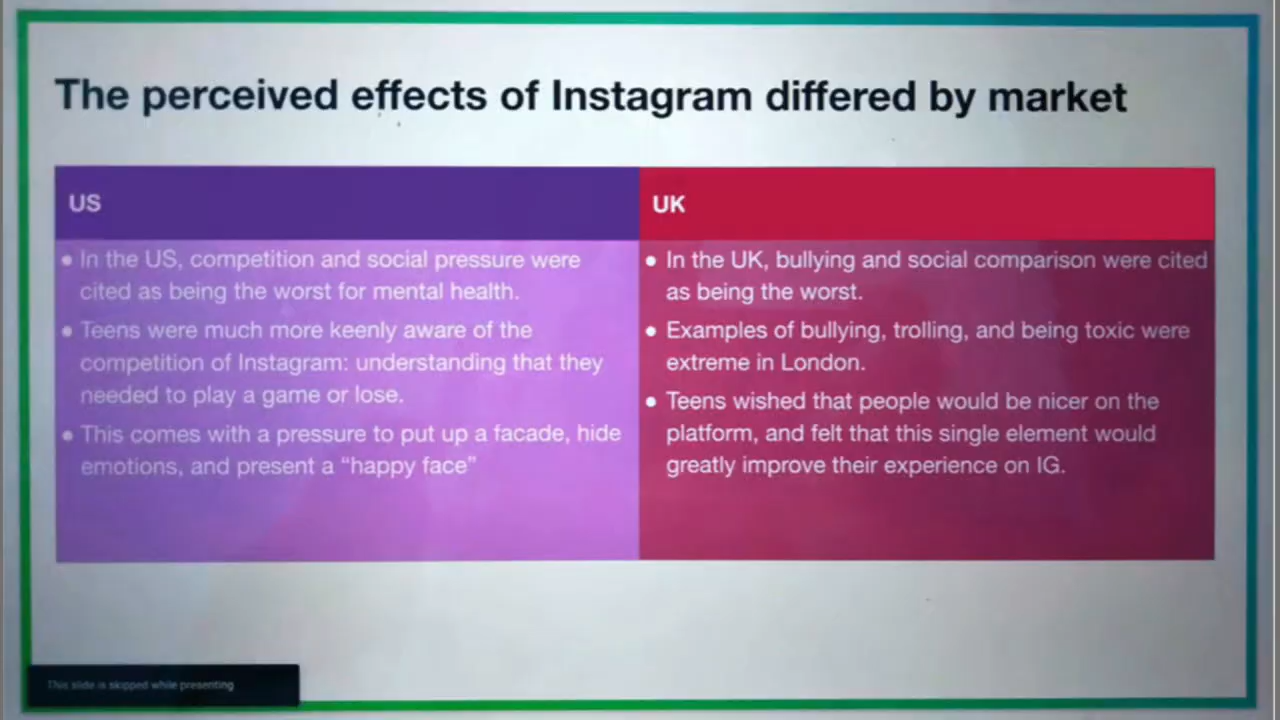 The perceived effects of Instagram differed by market
US
• In the US, competition and social pressure were
cited as being the worst for mental health.
• Teens were much more keenly aware of the
competition of Instagram: understanding that they
needed to play a game or lose.
• This comes with a pressure to put up a facade, hide
emotions, and present a “happy face”
UK
• In the UK, bullying and social comparison were cited
as being the worst.
• Examples of bullying, trolling, and being toxic were
extreme in London.
• Teens wished that people would be nicer on the
platform, and felt that this single element would
greatly improve their experience on IG.
This slide is skipped while presenting